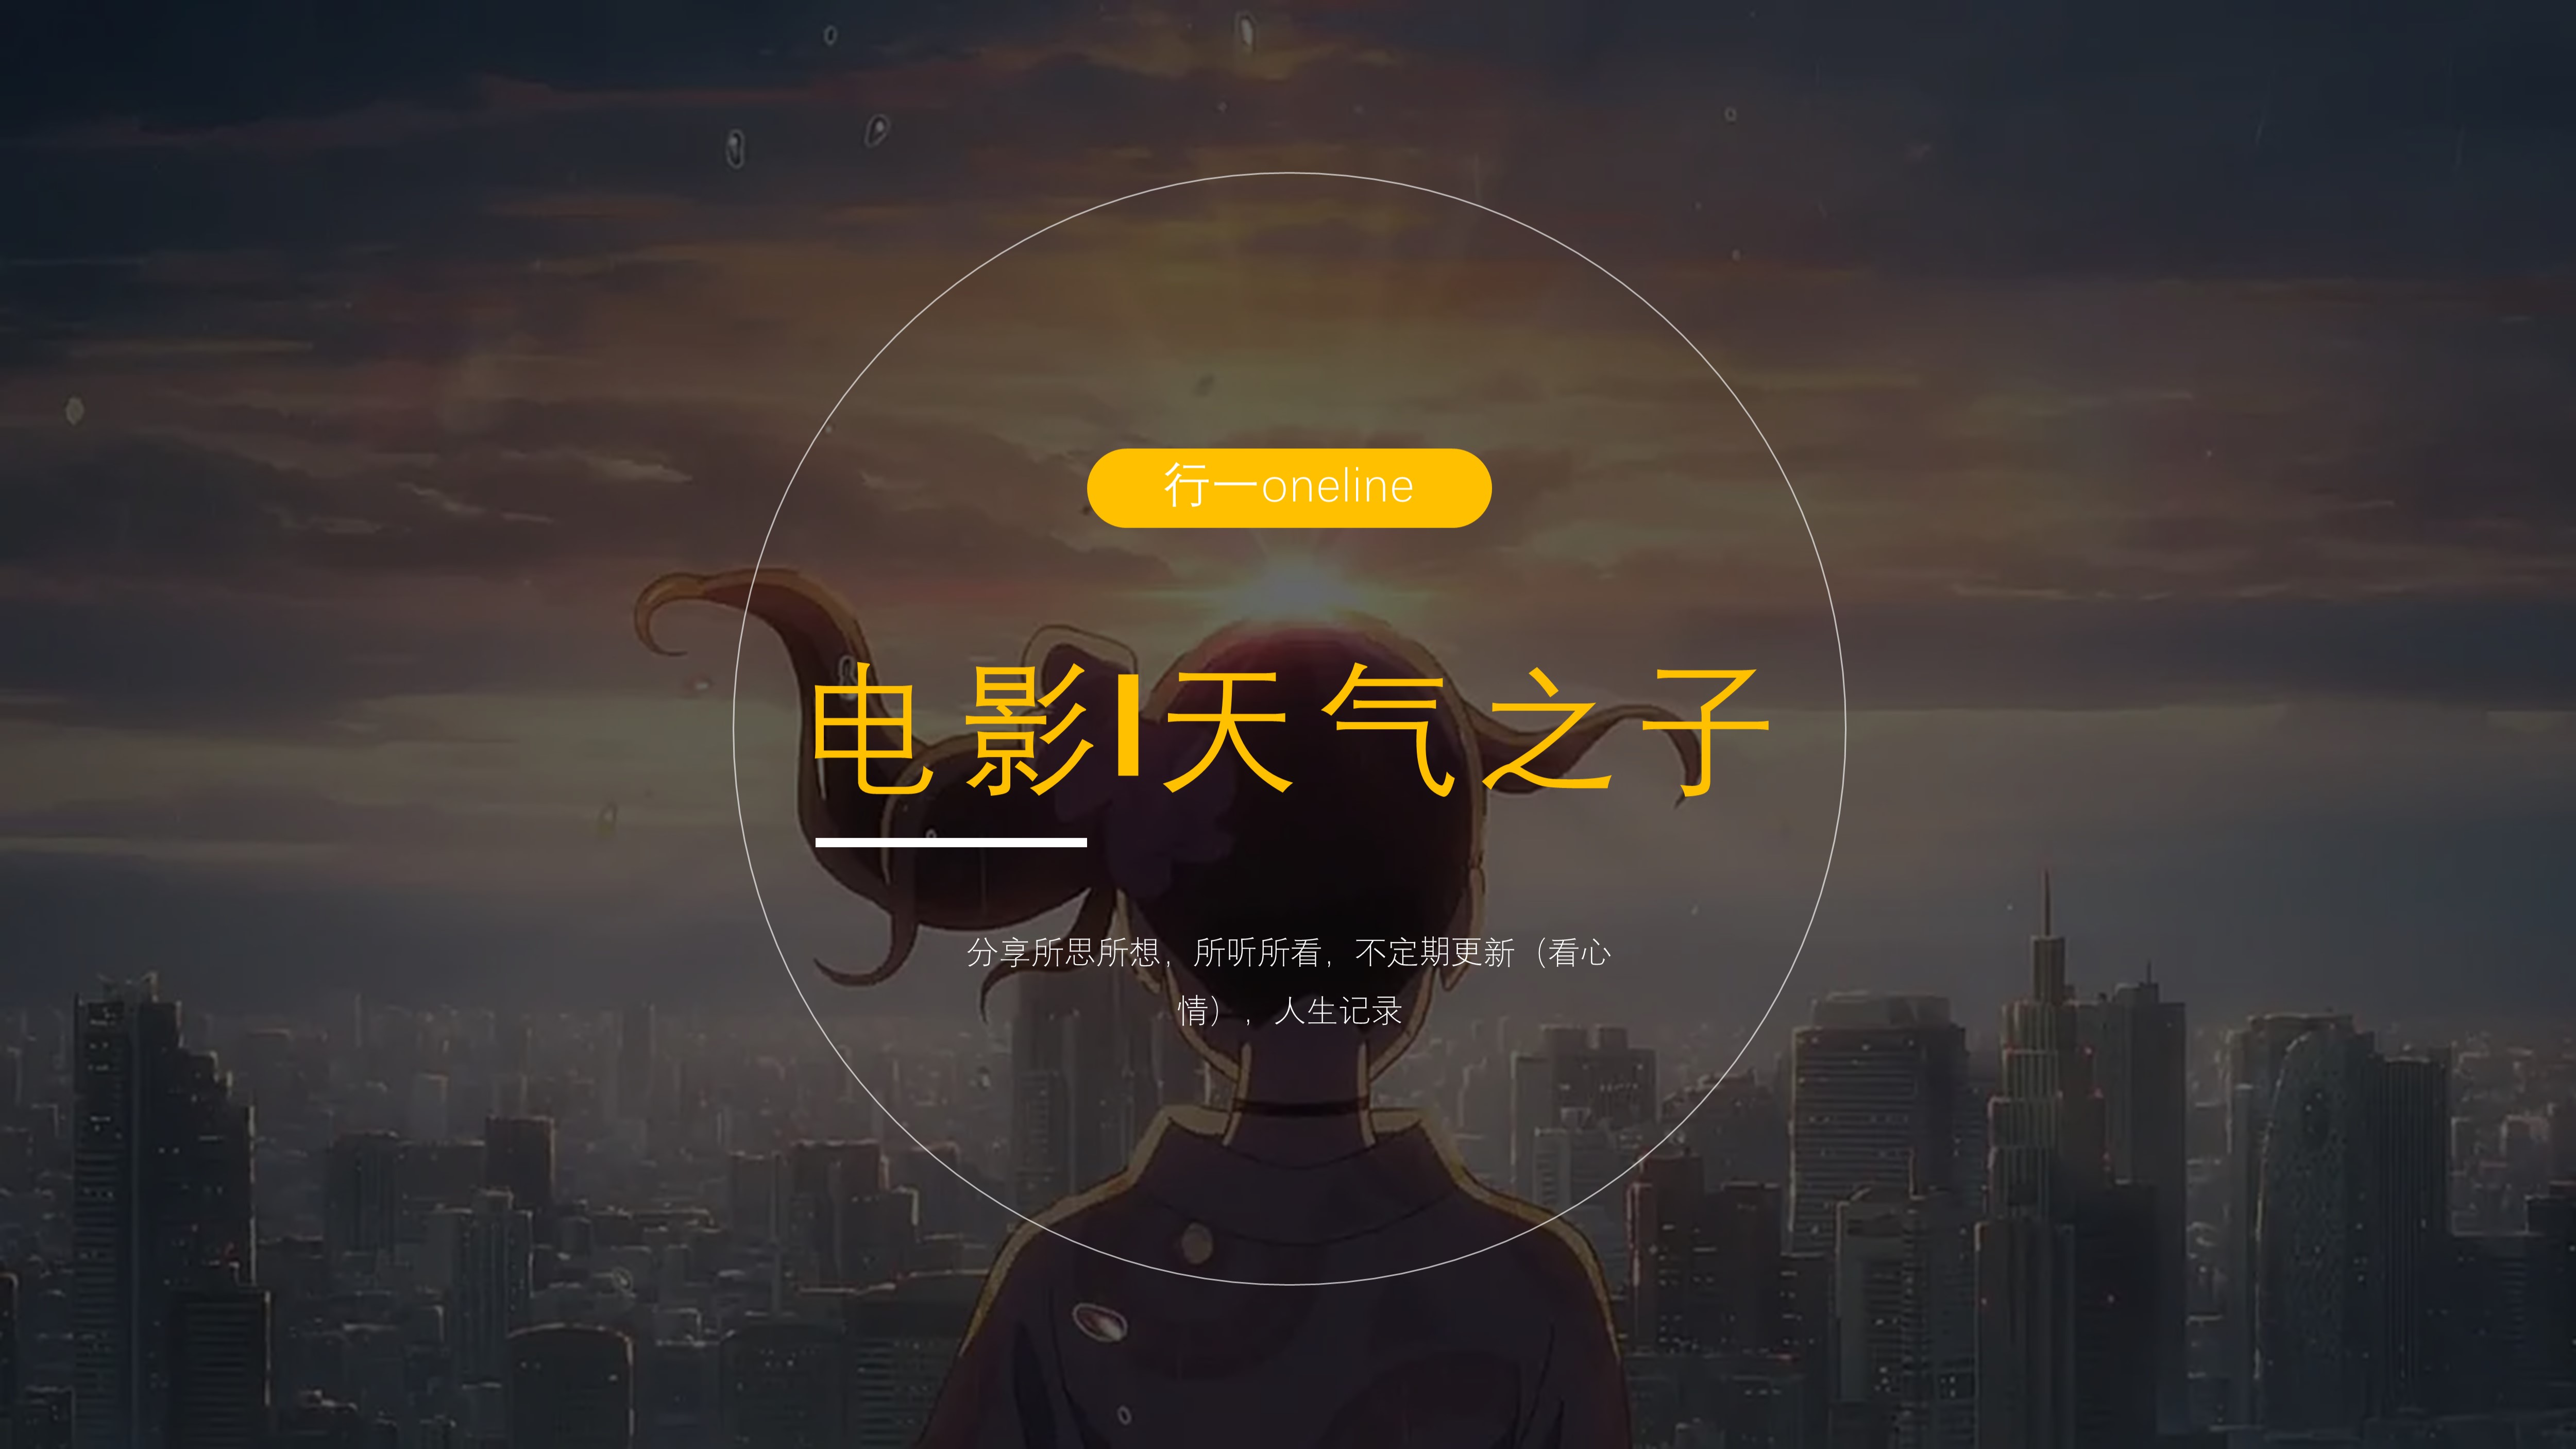 行一oneline
电影|天气之子
分享所思所想，所听所看，不定期更新（看心
情），人生记录